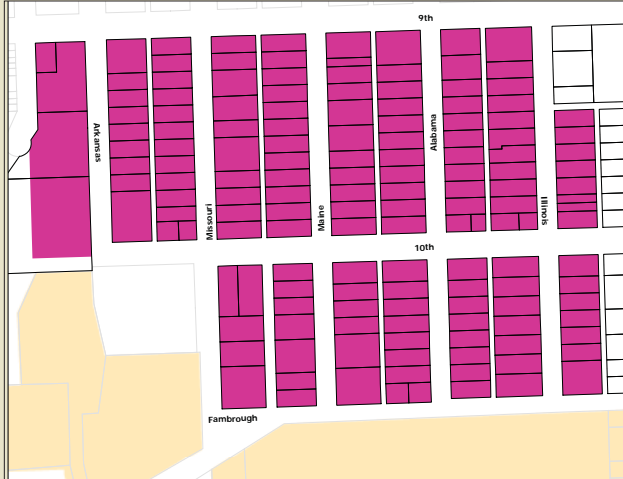 9th
Arkansas
Missouri
Maine
Alabama
Illinois
10th
Fambrough